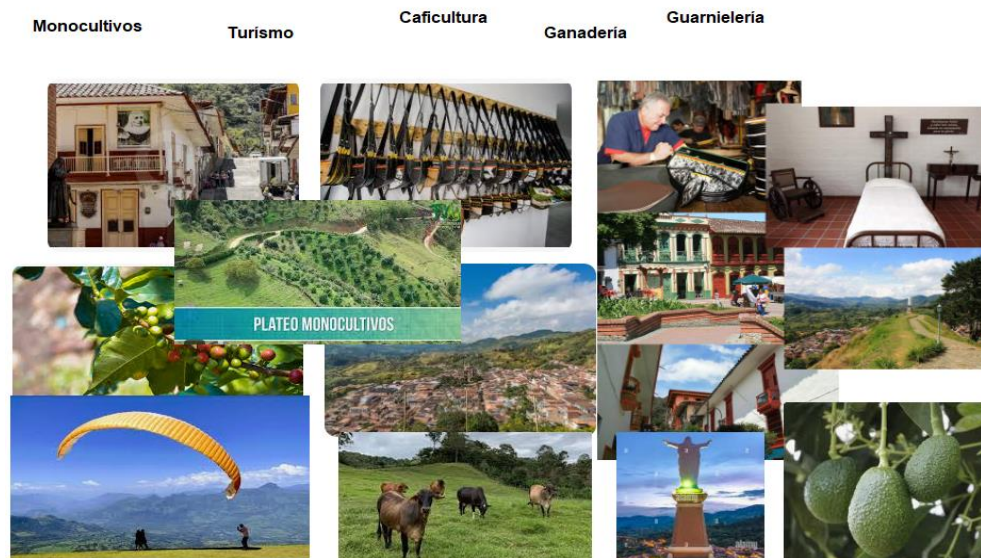 Monocultivos
Turismo
Caficultura
Ganadería
Guarnielería
PLATEO MONOCULTIVOS